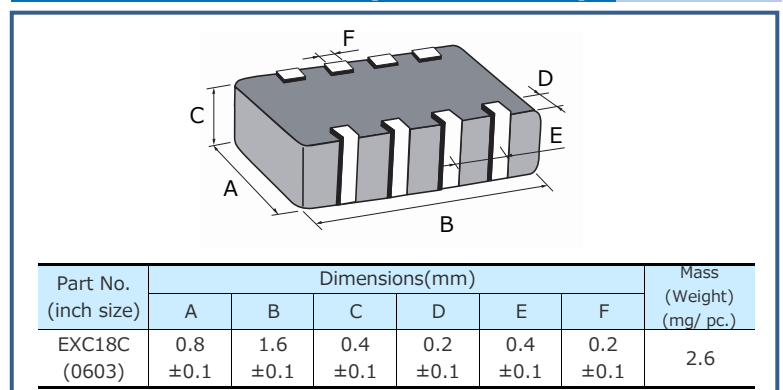 F
D
C
E
A
B
Part No.
(inch size)
Dimensions(mm)
Mass
(Weight)
(mg/ pc.)
A B C D E F
EXC18C
(0603)
0.8
±0.1
1.6
±0.1
0.4
±0.1
0.2
±0.1
0.4
±0.1
0.2
±0.1
2.6